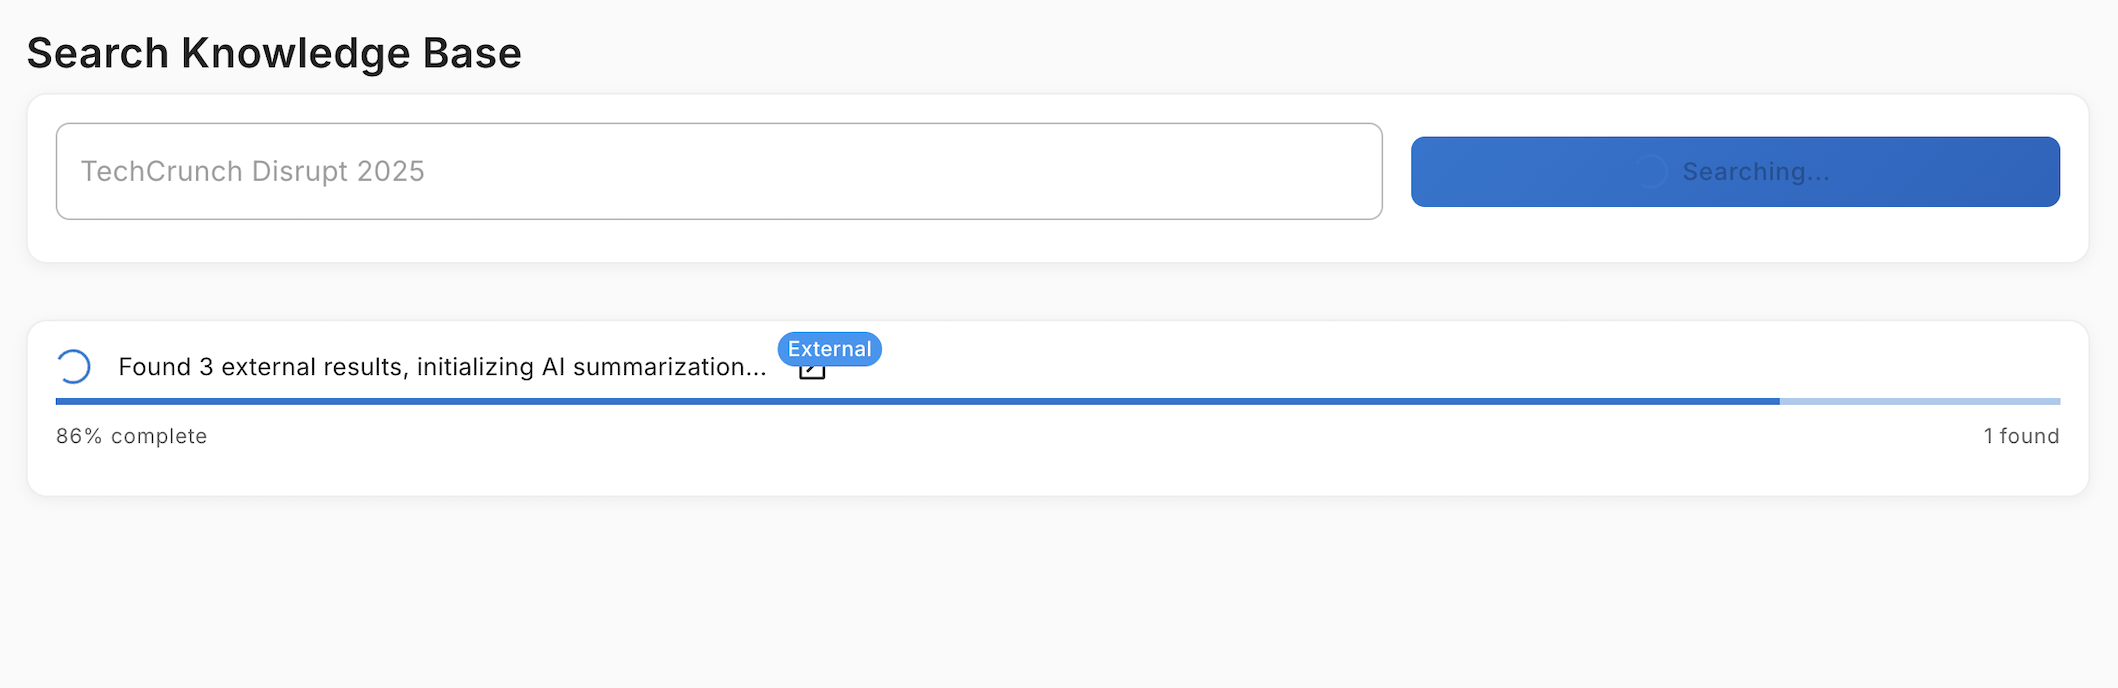 Search Knowledge Base
TechCrunch Disrupt 2025
Searching...
External
Found 3 external results, initializing AI summarization...
86% complete
1 found